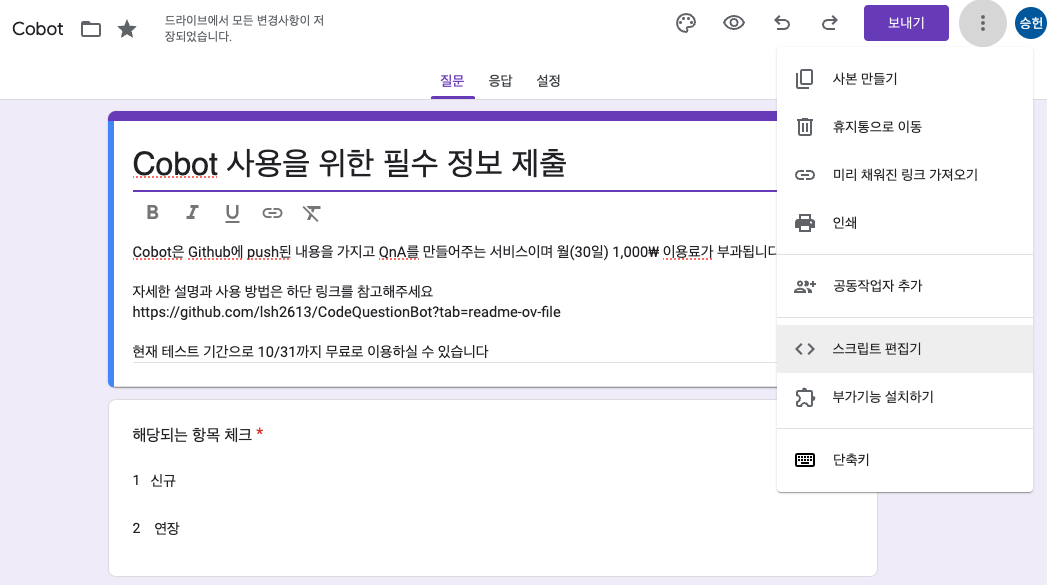 Cobot
드라이브에서 모든 변경사항이 저
장되었습니다.
보내기
승헌
질문 응답 설정
사본 만들기
휴지통으로 이동
미리 채워진 링크 가져오기
인쇄
공동작업자 추가
스크립트 편집기
부가기능 설치하기
단축키
Cobot 사용을 위한 필수 정보 제출
B I U
Cobot은 Github에 push된 내용을 가지고 QnA를 만들어주는 서비스이며 월(30일) 1,000₩ 이용료가 부과됩니다
자세한 설명과 사용 방법은 하단 링크를 참고해주세요
https://github.com/lsh2613/CodeQuestionBot?tab=readme-ov-file
현재 테스트 기간으로 10/31까지 무료로 이용하실 수 있습니다
해당되는 항목 체크 *
1 신규
2 연장